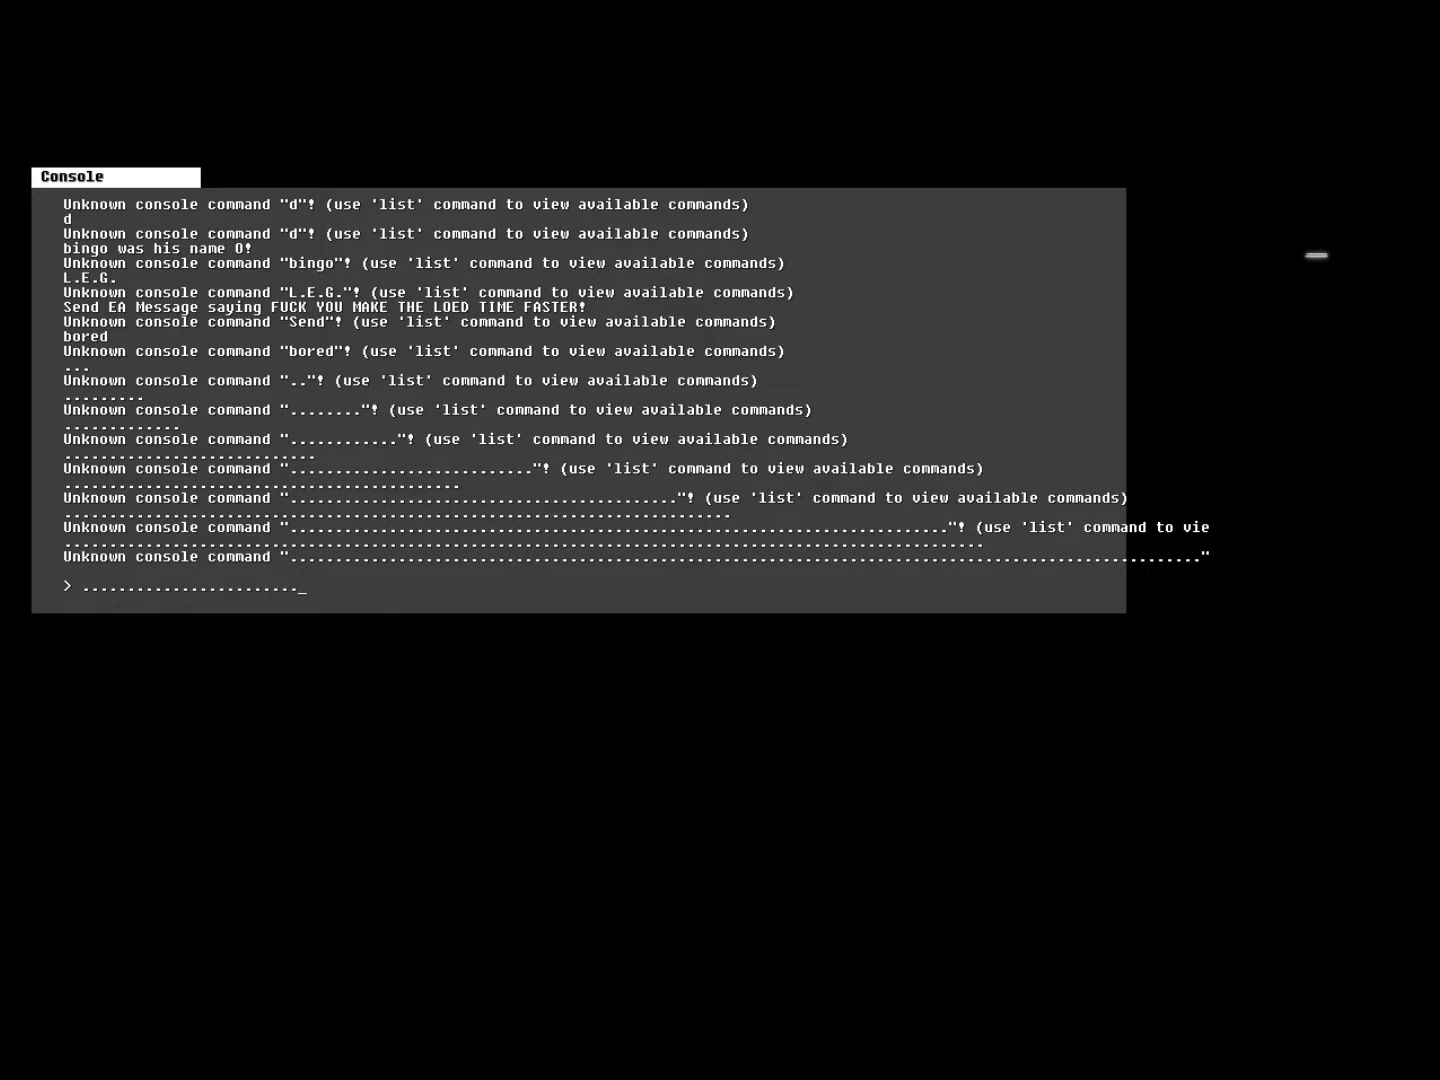 Console
Unknown console command "d"! (use 'list' command to view available commands)
d
Unknown console command "d"! (use 'list' command to view available commands)
bingo was his name O!
Unknown console command "bingo"! (use 'list' command to view available commands)
L.E.G.
Unknown console command "L.E.G."! (use 'list' command to view available commands)
Send EA Message saying FUCK YOU MAKE THE LOED TIME FASTER!
Unknown console command "Send"! (use 'list' command to view available commands)
bored
Unknown console command "bored"! (use 'list' command to view available commands)
...
Unknown console command ".."! (use 'list' command to view available commands)
.........
Unknown console command "........"! (use 'list' command to view available commands)
.............
Unknown console command "............"! (use 'list' command to view available commands)
............................
Unknown console command "..........................."! (use 'list' command to view available commands)
............................................
Unknown console command "..........................................."! (use 'list' command to view available commands)
..........................................................................
Unknown console command "........................................................................."! (use 'list' command to vie
......................................................................................................
Unknown console command "....................................................................................................."
> ........................_